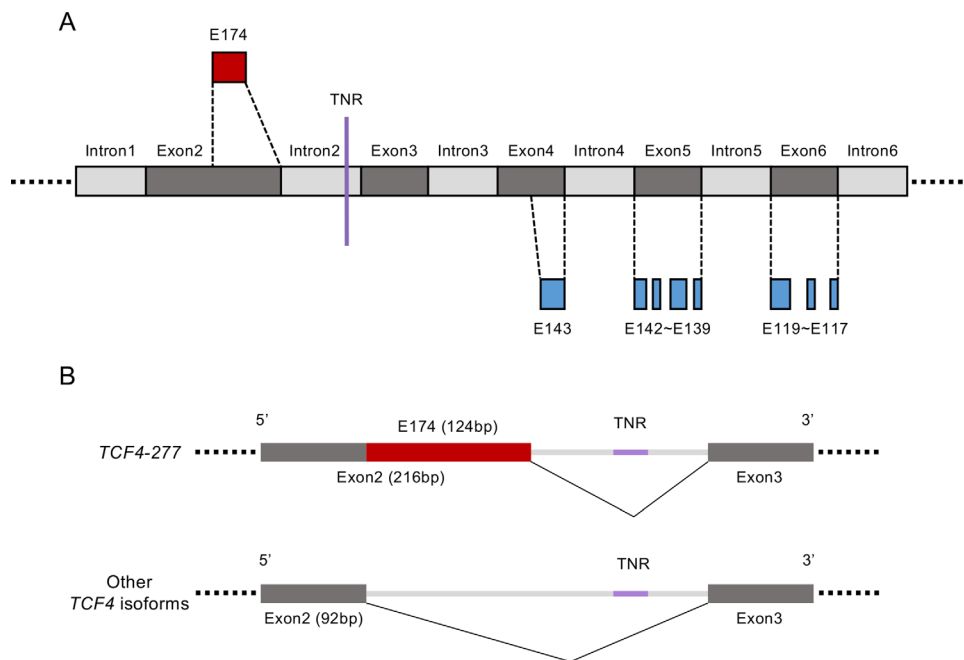 A
E174
TNR
Intron1 Exon2 Intron2 Exon3 Intron3 Exon4 Intron4 Exon5 Intron5 Exon6 Intron6
E143 E142~E139 E119~E117
B
5’ E174 (124bp) TNR 3’
TCF4-277
Exon2 (216bp) Exon3
5’ TNR 3’
Other
TCF4 isoforms
Exon2 (92bp) Exon3